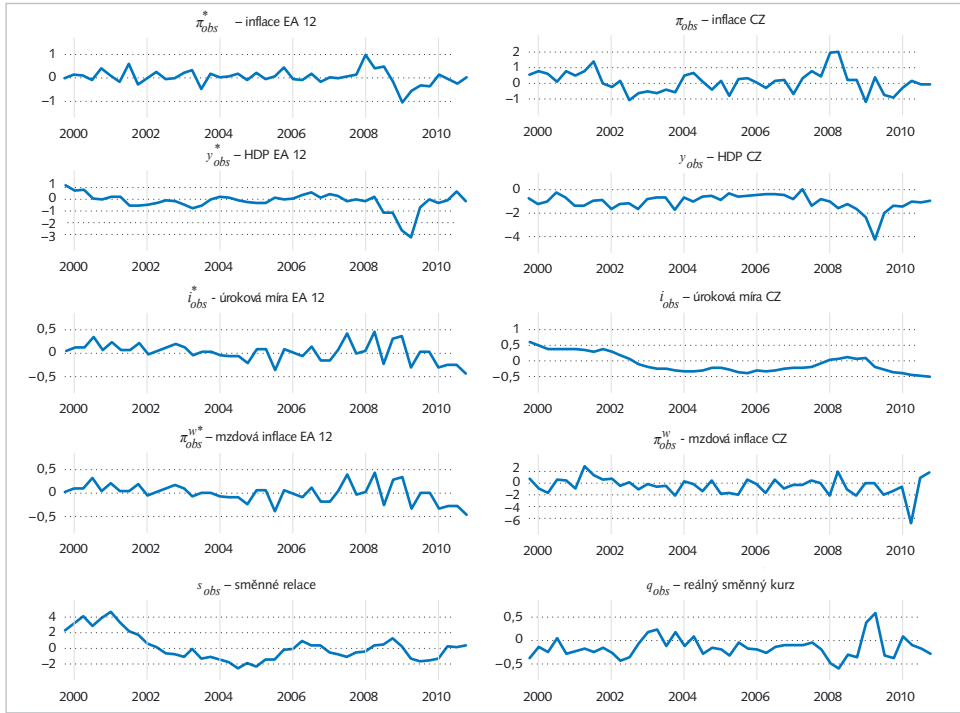 π*obs – inflace EA 12
1
0
−1
2000 2002 2004 2006 2008 2010
πobs – inflace CZ
2
1
0
−1
2000 2002 2004 2006 2008 2010
y*obs – HDP EA 12
1
0
−1
−2
−3
2000 2002 2004 2006 2008 2010
yobs – HDP CZ
0
−2
−4
2000 2002 2004 2006 2008 2010
i*obs - úroková míra EA 12
0,5
0
−0,5
2000 2002 2004 2006 2008 2010
iobs – úroková míra CZ
1
0,5
0
−0,5
2000 2002 2004 2006 2008 2010
πw*obs – mzdová inflace EA 12
0,5
0
−0,5
2000 2002 2004 2006 2008 2010
πwobs - mzdová inflace CZ
2
0
−2
−4
−6
2000 2002 2004 2006 2008 2010
sobs – směnné relace
4
2
0
−2
2000 2002 2004 2006 2008 2010
qobs – reálný směnný kurz
0,5
0
−0,5
2000 2002 2004 2006 2008 2010